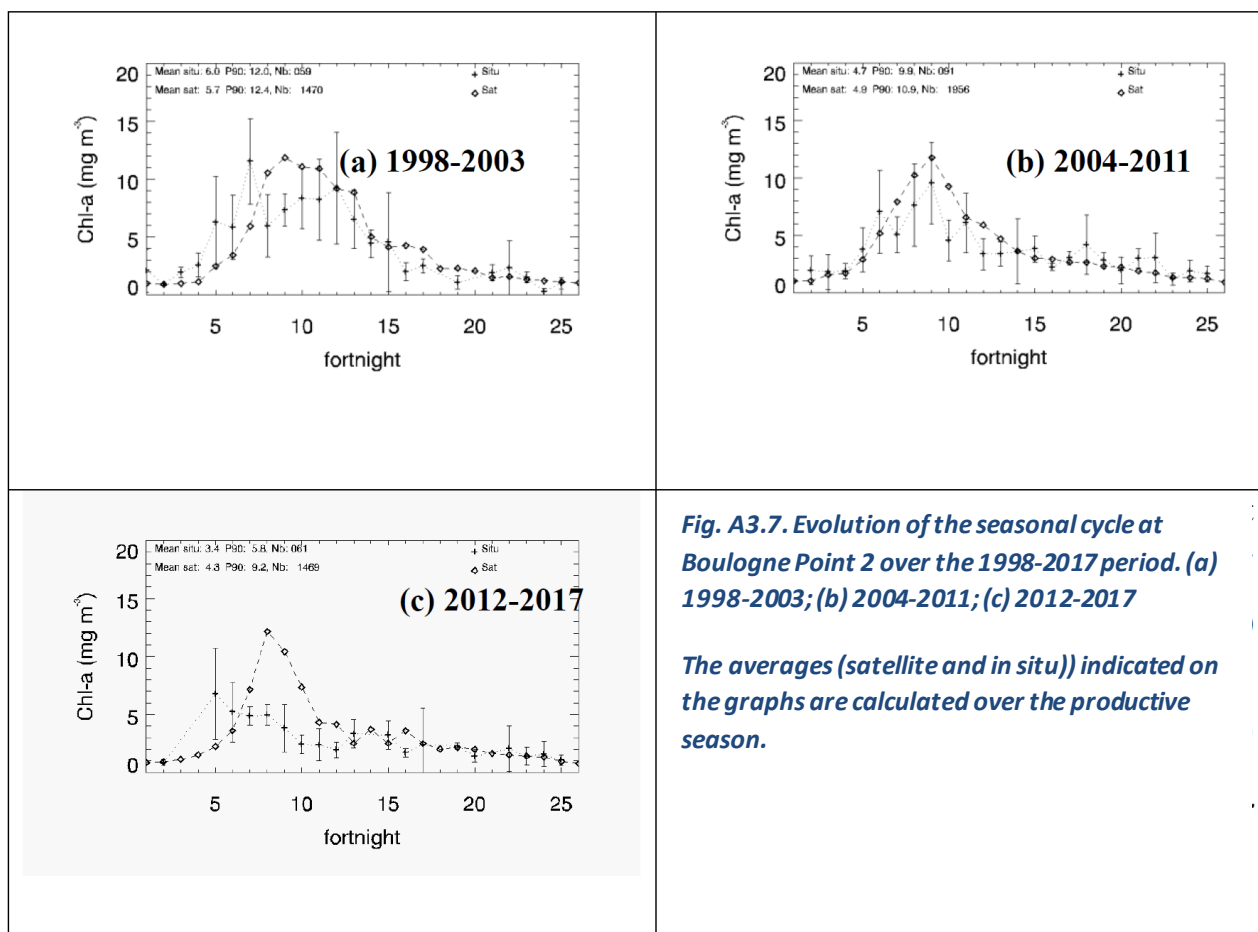 Mean situ: 6.0 P90: 12.0, Nb: 059
Mean sat: 5.7 P90: 12.4, Nb: 1470
Situ
Sat
(a) 1998-2003
Chl-a (mg m⁻³)
20
15
10
5
0
5 10 15 20 25
fortnight
Mean situ: 4.7 P90: 9.9, Nb: 091
Mean sat: 4.9 P90: 10.9, Nb: 1956
Situ
Sat
(b) 2004-2011
Chl-a (mg m⁻³)
20
15
10
5
0
5 10 15 20 25
fortnight
Mean situ: 3.4 P90: 5.8, Nb: 061
Mean sat: 4.3 P90: 9.2, Nb: 1469
Situ
Sat
(c) 2012-2017
Chl-a (mg m⁻³)
20
15
10
5
0
5 10 15 20 25
fortnight
Fig. A3.7. Evolution of the seasonal cycle at
Boulogne Point 2 over the 1998-2017 period. (a)
1998-2003; (b) 2004-2011; (c) 2012-2017
The averages (satellite and in situ)) indicated on
the graphs are calculated over the productive
season.